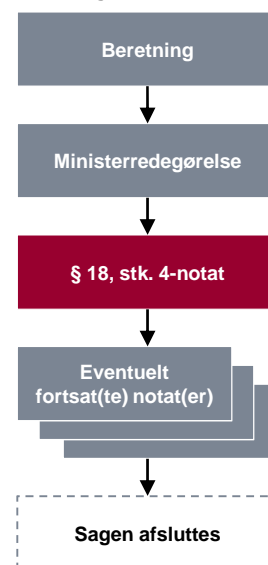 Beretning
Ministerredegørelse
§ 18, stk. 4-notat
Eventuelt
fortsat(te) notat(er)
Sagen afsluttes